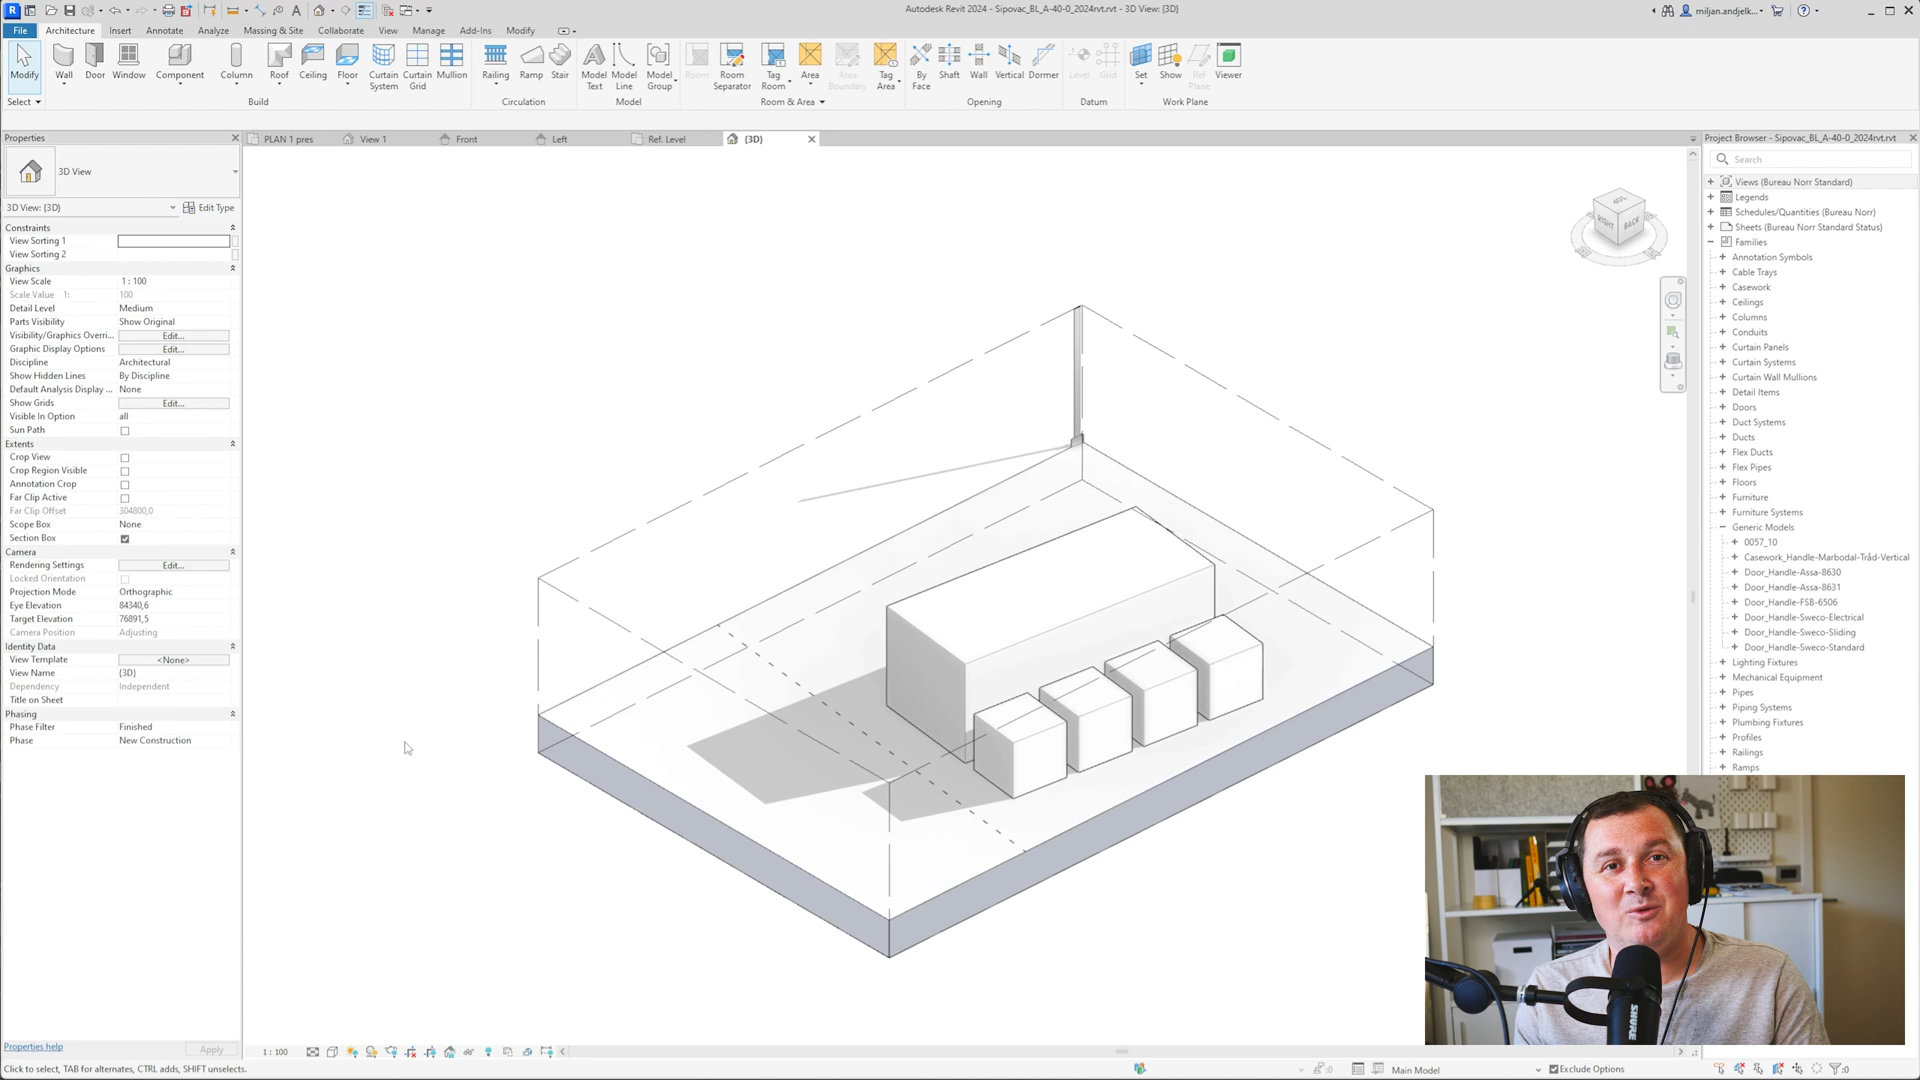 Autodesk Revit 2024 - Sipovac_BL_A-40-0_2024rvt.rvt - 3D View: {3D}
miljan.andjelk...
File
Architecture
Insert
Annotate
Analyze
Massing & Site
Collaborate
View
Manage
Add-Ins
Modify
Modify
Wall
Door
Window
Component
Column
Roof
Ceiling
Floor
Curtain System
Curtain Grid
Mullion
Railing
Ramp
Stair
Model Text
Model Line
Model Group
Room
Room Separator
Tag Room
Area
Area Boundary
Tag Area
By Face
Shaft
Wall
Vertical
Dormer
Level
Grid
Set
Show
Ref Plane
Viewer
Select
Build
Circulation
Model
Room & Area
Opening
Datum
Work Plane
Properties
PLAN 1 pres
View 1
Front
Left
Ref. Level
{3D}
3D View
3D View: {3D}
Edit Type
Constraints
View Sorting 1
View Sorting 2
Graphics
View Scale 1 : 100
Scale Value 1: 100
Detail Level Medium
Parts Visibility Show Original
Visibility/Graphics Overri... Edit...
Graphic Display Options Edit...
Discipline Architectural
Show Hidden Lines By Discipline
Default Analysis Display ... None
Show Grids Edit...
Visible In Option all
Sun Path
Extents
Crop View
Crop Region Visible
Annotation Crop
Far Clip Active
Far Clip Offset 304800,0
Scope Box None
Section Box
Camera
Rendering Settings Edit...
Locked Orientation
Projection Mode Orthographic
Eye Elevation 84340,6
Target Elevation 76891,5
Camera Position Adjusting
Identity Data
View Template <None>
View Name {3D}
Dependency Independent
Title on Sheet
Phasing
Phase Filter Finished
Phase New Construction
Properties help
Apply
RIGHT
BACK
Project Browser - Sipovac_BL_A-40-0_2024rvt.rvt
Search
Views (Bureau Norr Standard)
Legends
Schedules/Quantities (Bureau Norr)
Sheets (Bureau Norr Standard Status)
Families
Annotation Symbols
Cable Trays
Casework
Ceilings
Columns
Conduits
Curtain Panels
Curtain Systems
Curtain Wall Mullions
Detail Items
Doors
Duct Systems
Ducts
Flex Ducts
Flex Pipes
Floors
Furniture
Furniture Systems
Generic Models
0057_10
Casework_Handle-Marbodal-Tråd-Vertical
Door_Handle-Assa-8630
Door_Handle-Assa-8631
Door_Handle-FSB-6506
Door_Handle-Sweco-Electrical
Door_Handle-Sweco-Sliding
Door_Handle-Sweco-Standard
Lighting Fixtures
Mechanical Equipment
Pipes
Piping Systems
Plumbing Fixtures
Profiles
Railings
Ramps
SHURE
1 : 100
Click to select, TAB for alternates, CTRL adds, SHIFT unselects.
:0
Main Model
Exclude Options
:0